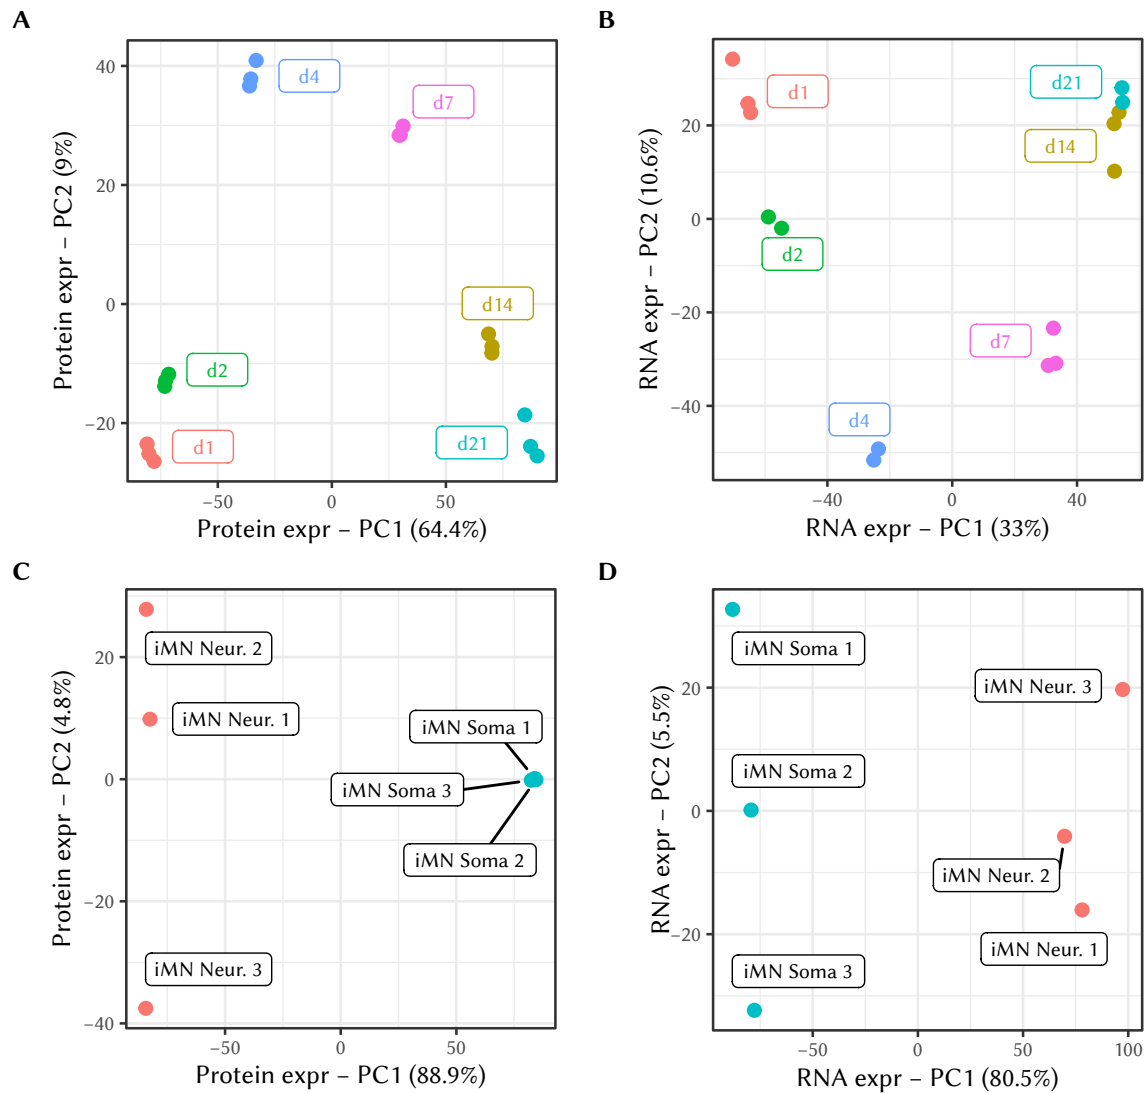 A
B
40
20
0
−20
−50
0
50
Protein expr – PC2 (9%)
Protein expr – PC1 (64.4%)
d4
d7
d14
d2
d1
d21
20
0
−20
−40
−40
0
40
RNA expr – PC2 (10.6%)
RNA expr – PC1 (33%)
d1
d21
d14
d2
d7
d4
C
D
20
0
−20
−40
−50
0
50
Protein expr – PC2 (4.8%)
Protein expr – PC1 (88.9%)
iMN Neur. 2
iMN Neur. 1
iMN Soma 1
iMN Soma 3
iMN Soma 2
iMN Neur. 3
20
0
−20
−50
0
50
100
RNA expr – PC2 (5.5%)
RNA expr – PC1 (80.5%)
iMN Soma 1
iMN Neur. 3
iMN Soma 2
iMN Neur. 2
iMN Neur. 1
iMN Soma 3